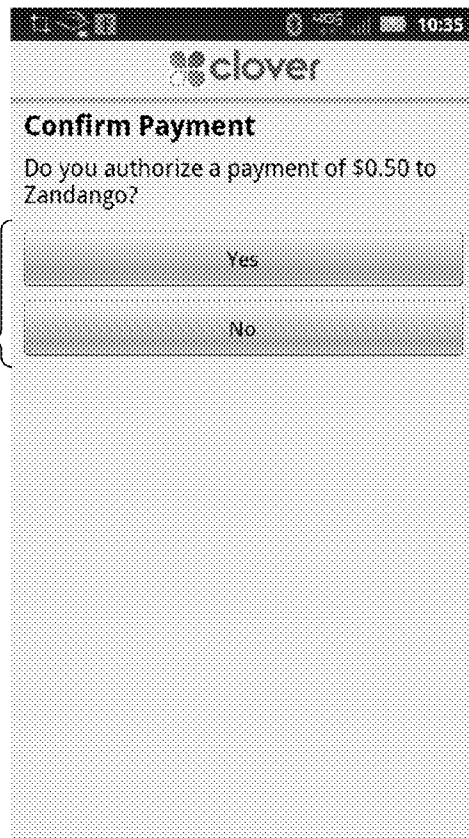 10:35
clover
Confirm Payment
Do you authorize a payment of $0.50 to
Zandango?
Yes
No